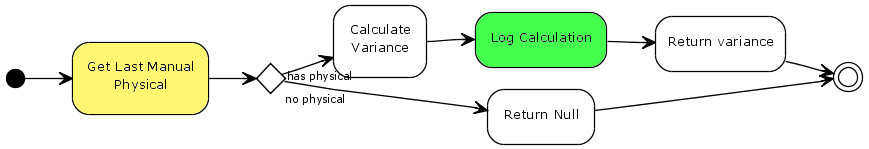 Get Last Manual
Physical
has physical
no physical
Calculate
Variance
Log Calculation
Return variance
Return Null